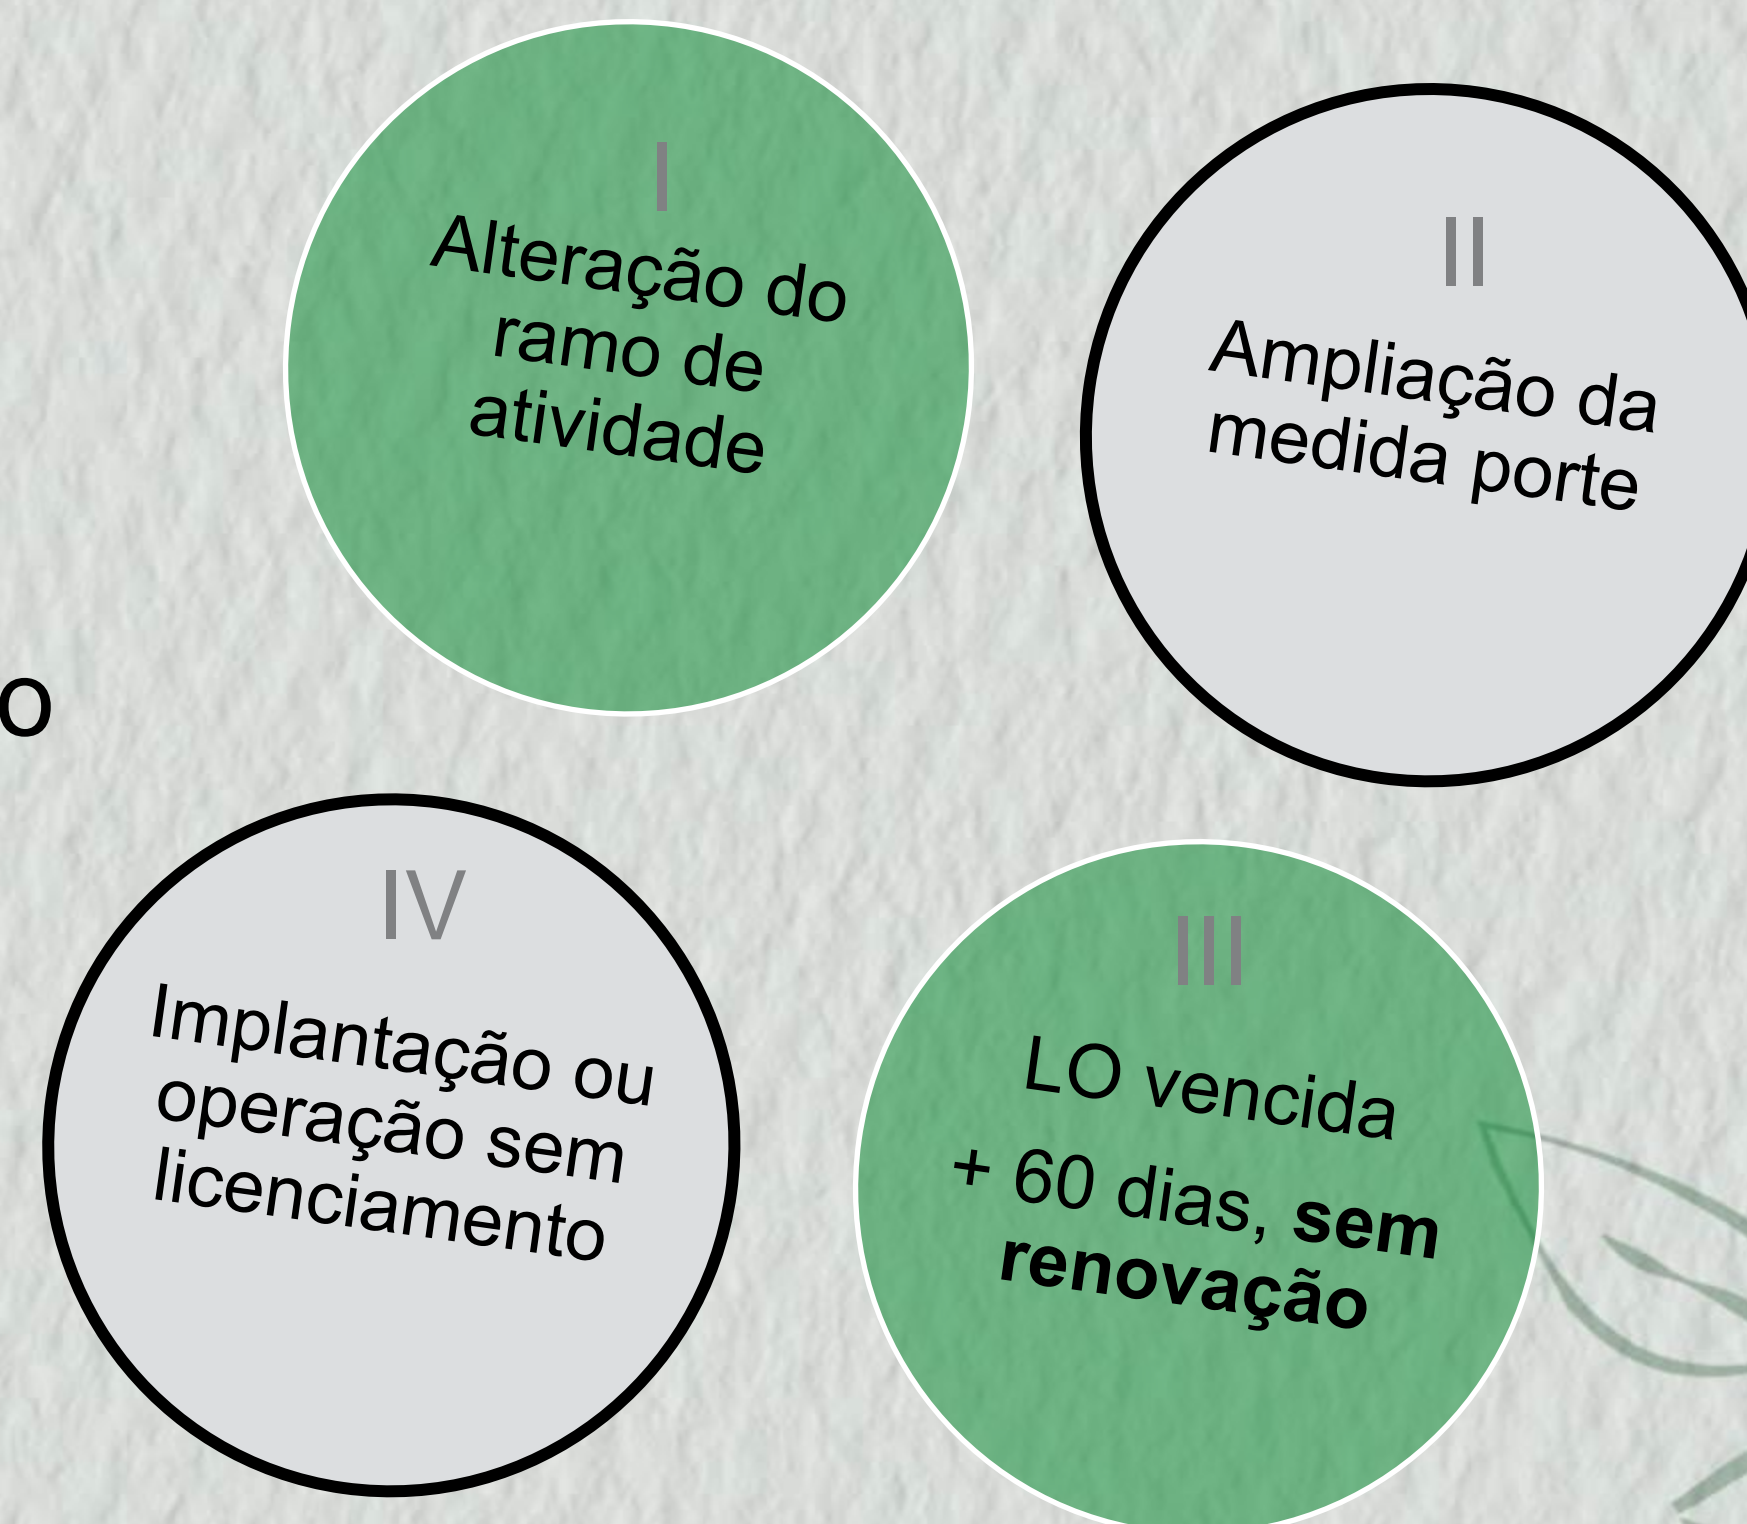 I
Alteração do
ramo de
atividade
II
Ampliação da
medida porte
o
IV
Implantação ou
operação sem
licenciamento
III
LO vencida
+ 60 dias, sem
renovação